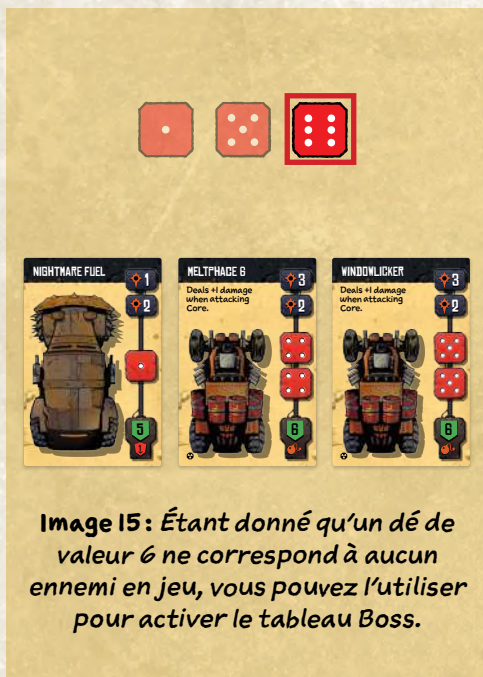 NIGHTMARE FUEL
1
2
5
MELTPHACE 6
3
Deals +1 damage
when attacking
Core.
2
6
WINDOWLICKER
3
Deals +1 damage
when attacking
Core.
2
6
Image 15 : Étant donné qu'un dé de
valeur 6 ne correspond à aucun
ennemi en jeu, vous pouvez l'utiliser
pour activer le tableau Boss.